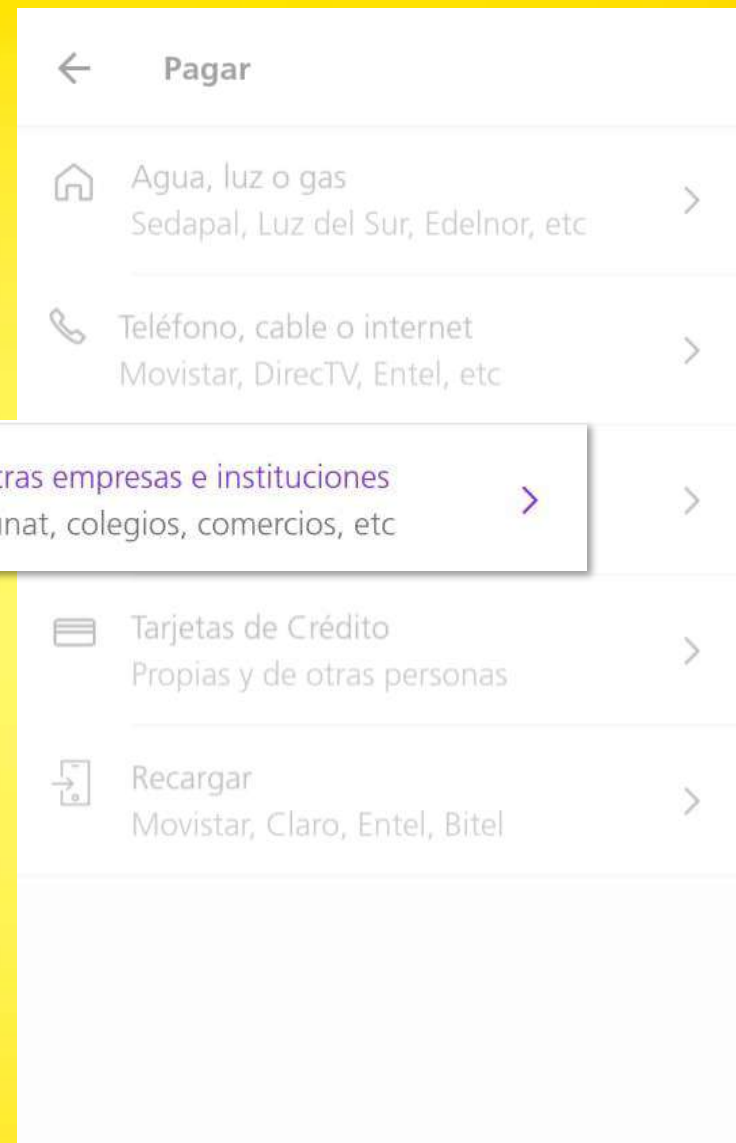 Pagar
Agua, luz o gas
Sedapal, Luz del Sur, Edelnor, etc
Teléfono, cable o internet
Movistar, DirecTV, Entel, etc
tras empresas e instituciones
nat, colegios, comercios, etc
Tarjetas de Crédito
Propias y de otras personas
Recargar
Movistar, Claro, Entel, Bitel